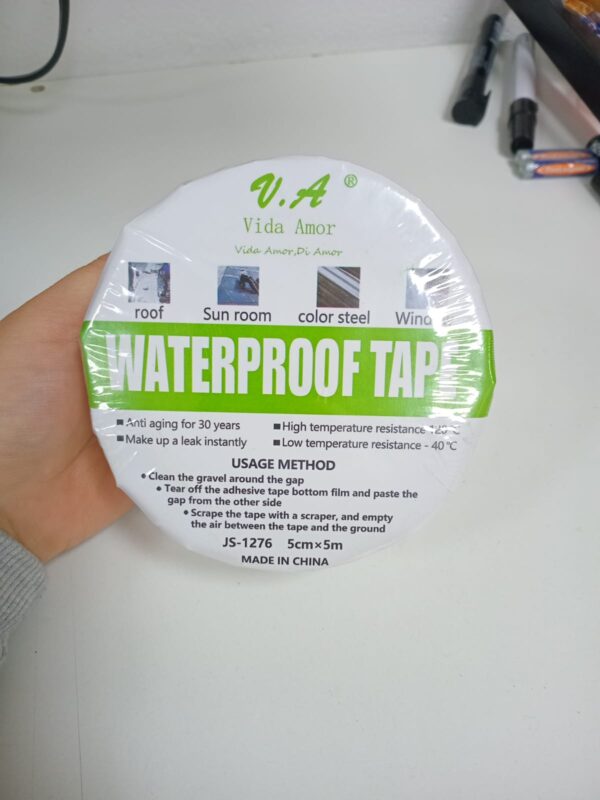 V.A ®
Vida Amor
Vida Amor,Di Amor
roof Sun room color steel Wind
WATERPROOF TAP
■ Anti aging for 30 years ■ High temperature resistance 120°C
■ Make up a leak instantly ■ Low temperature resistance - 40°C
USAGE METHOD
● Clean the gravel around the gap
● Tear off the adhesive tape bottom film and paste the
gap from the other side
● Scrape the tape with a scraper, and empty
the air between the tape and the ground
JS-1276 5cm×5m
MADE IN CHINA